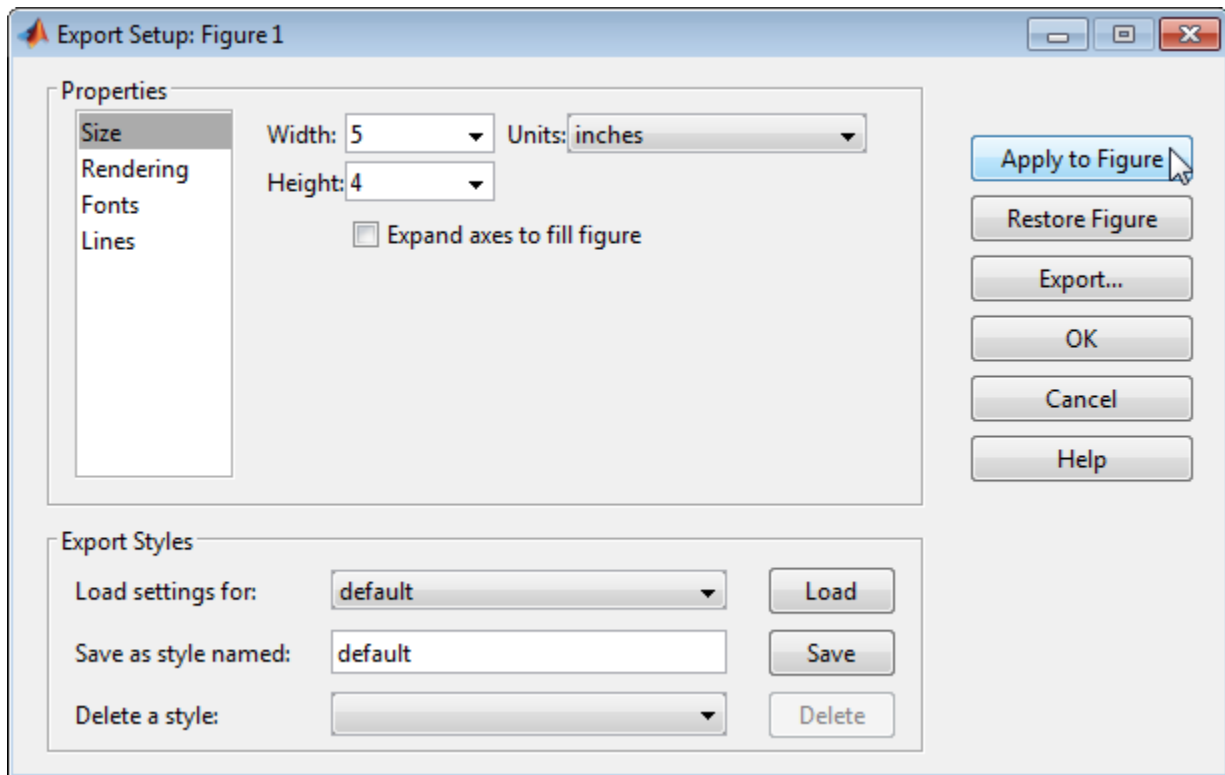 Export Setup: Figure 1
Properties
Size
Rendering
Fonts
Lines
Width: 5 Units: inches
Height: 4
Expand axes to fill figure
Apply to Figure
Restore Figure
Export...
OK
Cancel
Help
Export Styles
Load settings for: default Load
Save as style named: default Save
Delete a style: Delete